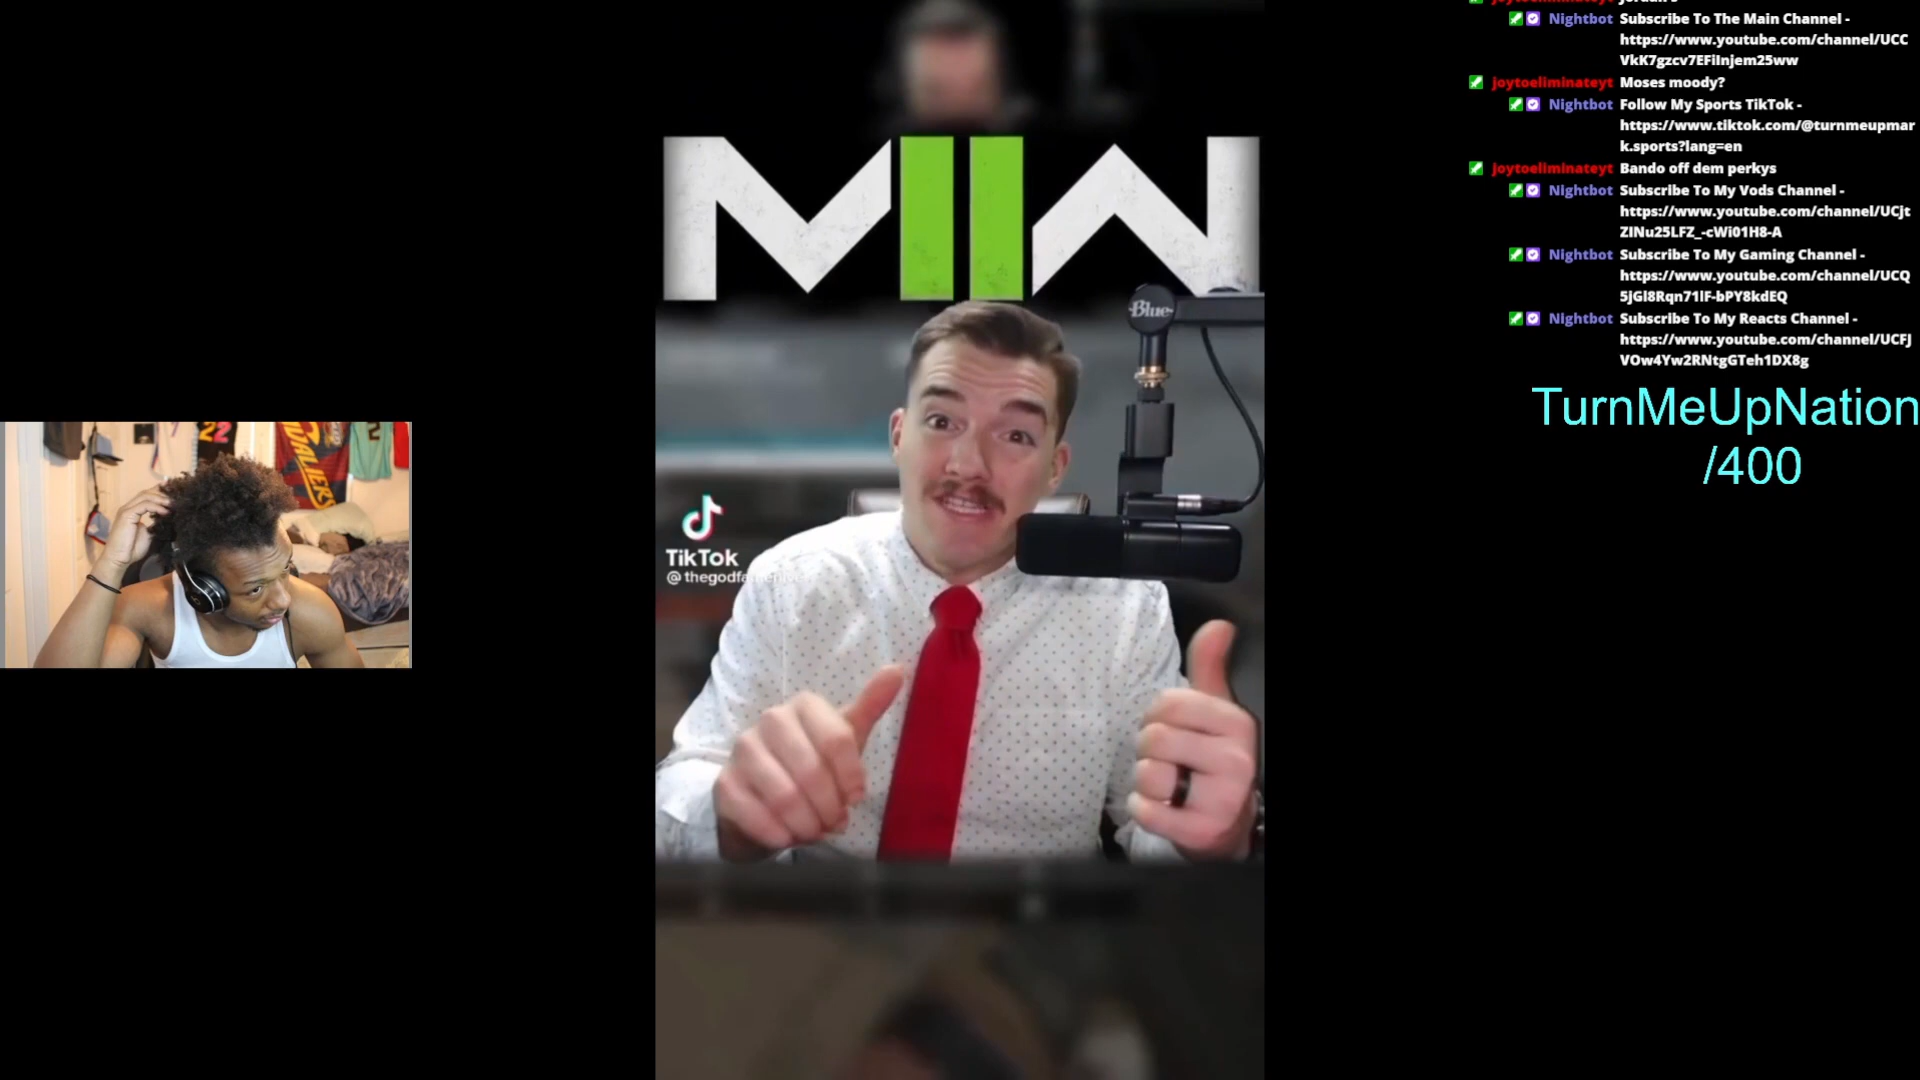 MIIW
Blue
TikTok
Jordan's
Nightbot Subscribe To The Main Channel -
https://www.youtube.com/channel/UCC
VkK7gzcv7EFiInjem25ww
joytoeliminateyt Moses moody?
Nightbot Follow My Sports TikTok -
https://www.tiktok.com/@turnmeupmar
k.sports?lang=en
joytoeliminateyt Bando off dem perkys
Nightbot Subscribe To My Vods Channel -
https://www.youtube.com/channel/UCjt
ZINu25LFZ_-cWi01H8-A
Nightbot Subscribe To My Gaming Channel -
https://www.youtube.com/channel/UCQ
5JGl8Rqn71lF-bPY8kdEQ
Nightbot Subscribe To My Reacts Channel -
https://www.youtube.com/channel/UCFJ
VOw4Yw2RNtgGTeh1DX8g
TurnMeUpNation
/400